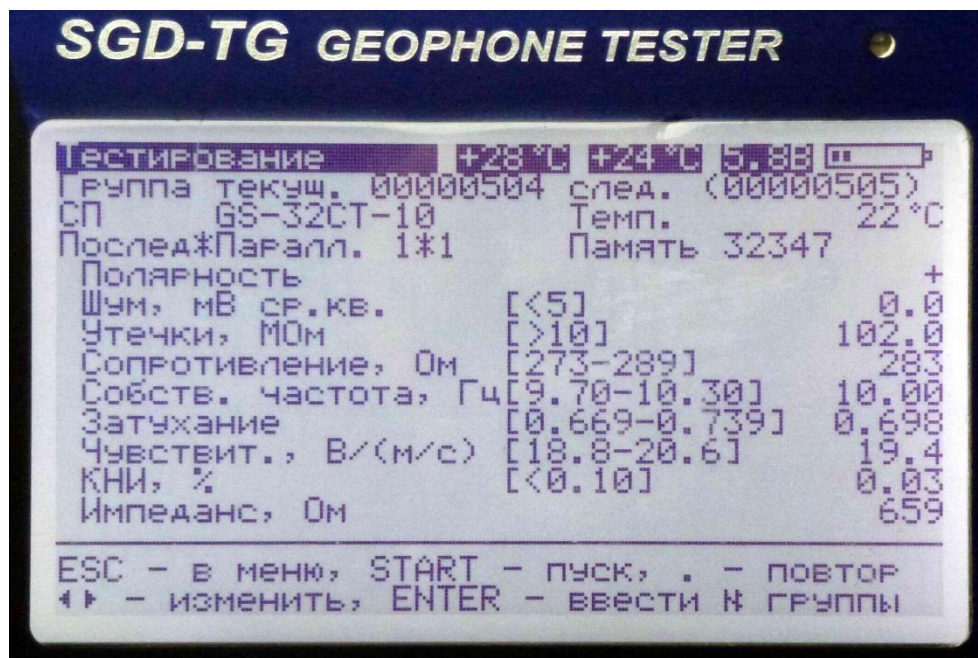 SGD-TG GEOPHONE TESTER
Тестирование +28°C +24°C 5.8В
Группа текущ. 00000504 след. (00000505)
СП GS-32CT-10 Темп. 22°C
Послед*Паралл. 1*1 Память 32347
Полярность +
Шум, мВ ср.кв. [<5] 0.0
Утечки, МОм [>10] 102.0
Сопротивление, Ом [273-289] 283
Собств. частота, Гц[9.70-10.30] 10.00
Затухание [0.669-0.739] 0.698
Чувствит., В/(м/с) [18.8-20.6] 19.4
КНИ, % [<0.10] 0.03
Импеданс, Ом 659
ESC - в меню, START - пуск, . - повтор
◂ ▸ - изменить, ENTER - ввести № группы